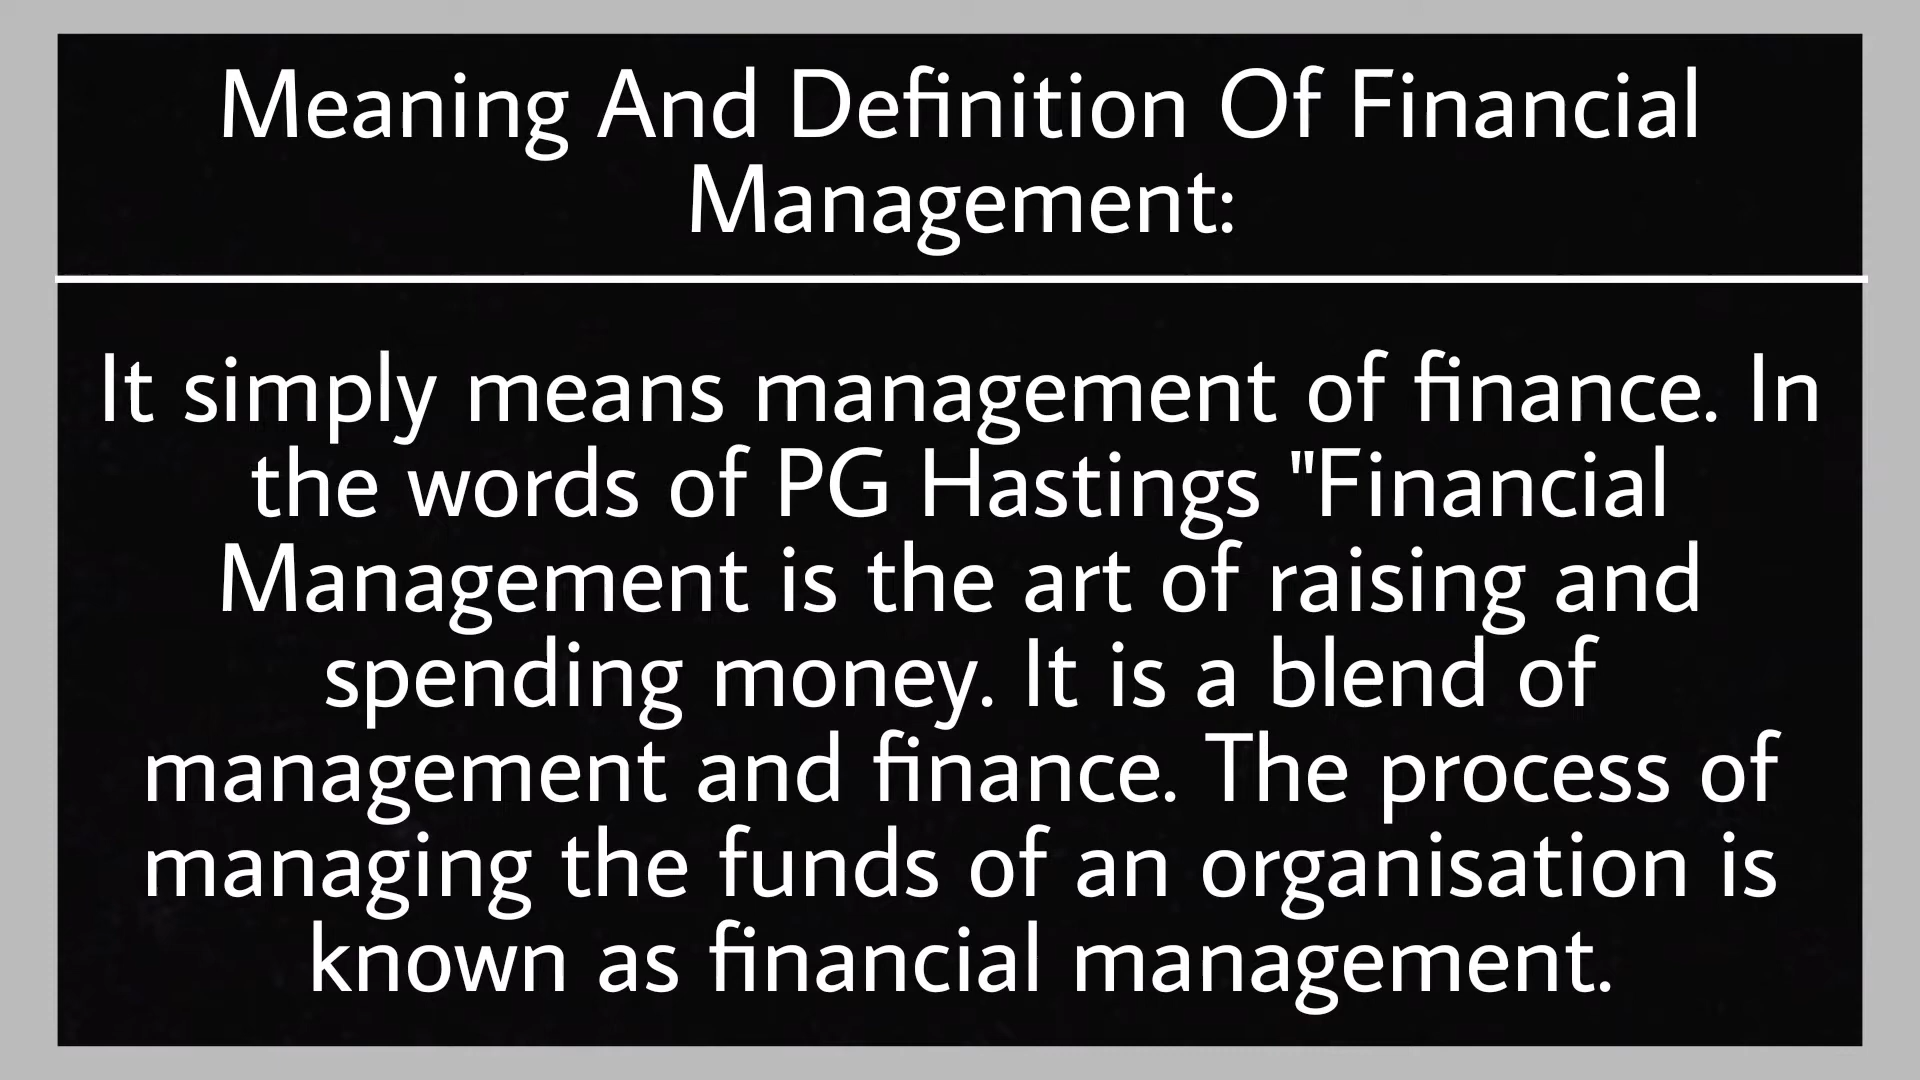 Meaning And Definition Of Financial
Management:
It simply means management of finance. In
the words of PG Hastings "Financial
Management is the art of raising and
spending money. It is a blend of
management and finance. The process of
managing the funds of an organisation is
known as financial management.